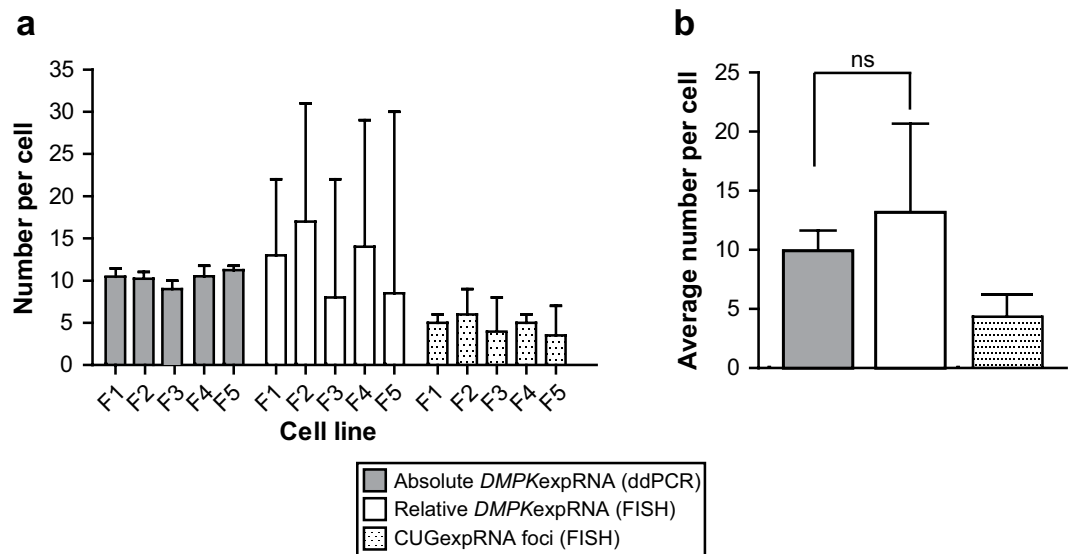 a
Number per cell
35
30
25
20
15
10
5
0
F1 F2 F3 F4 F5 F1 F2 F3 F4 F5 F1 F2 F3 F4 F5
Cell line
b
Average number per cell
25
20
15
10
5
0
ns
Absolute DMPKexpRNA (ddPCR)
Relative DMPKexpRNA (FISH)
CUGexpRNA foci (FISH)